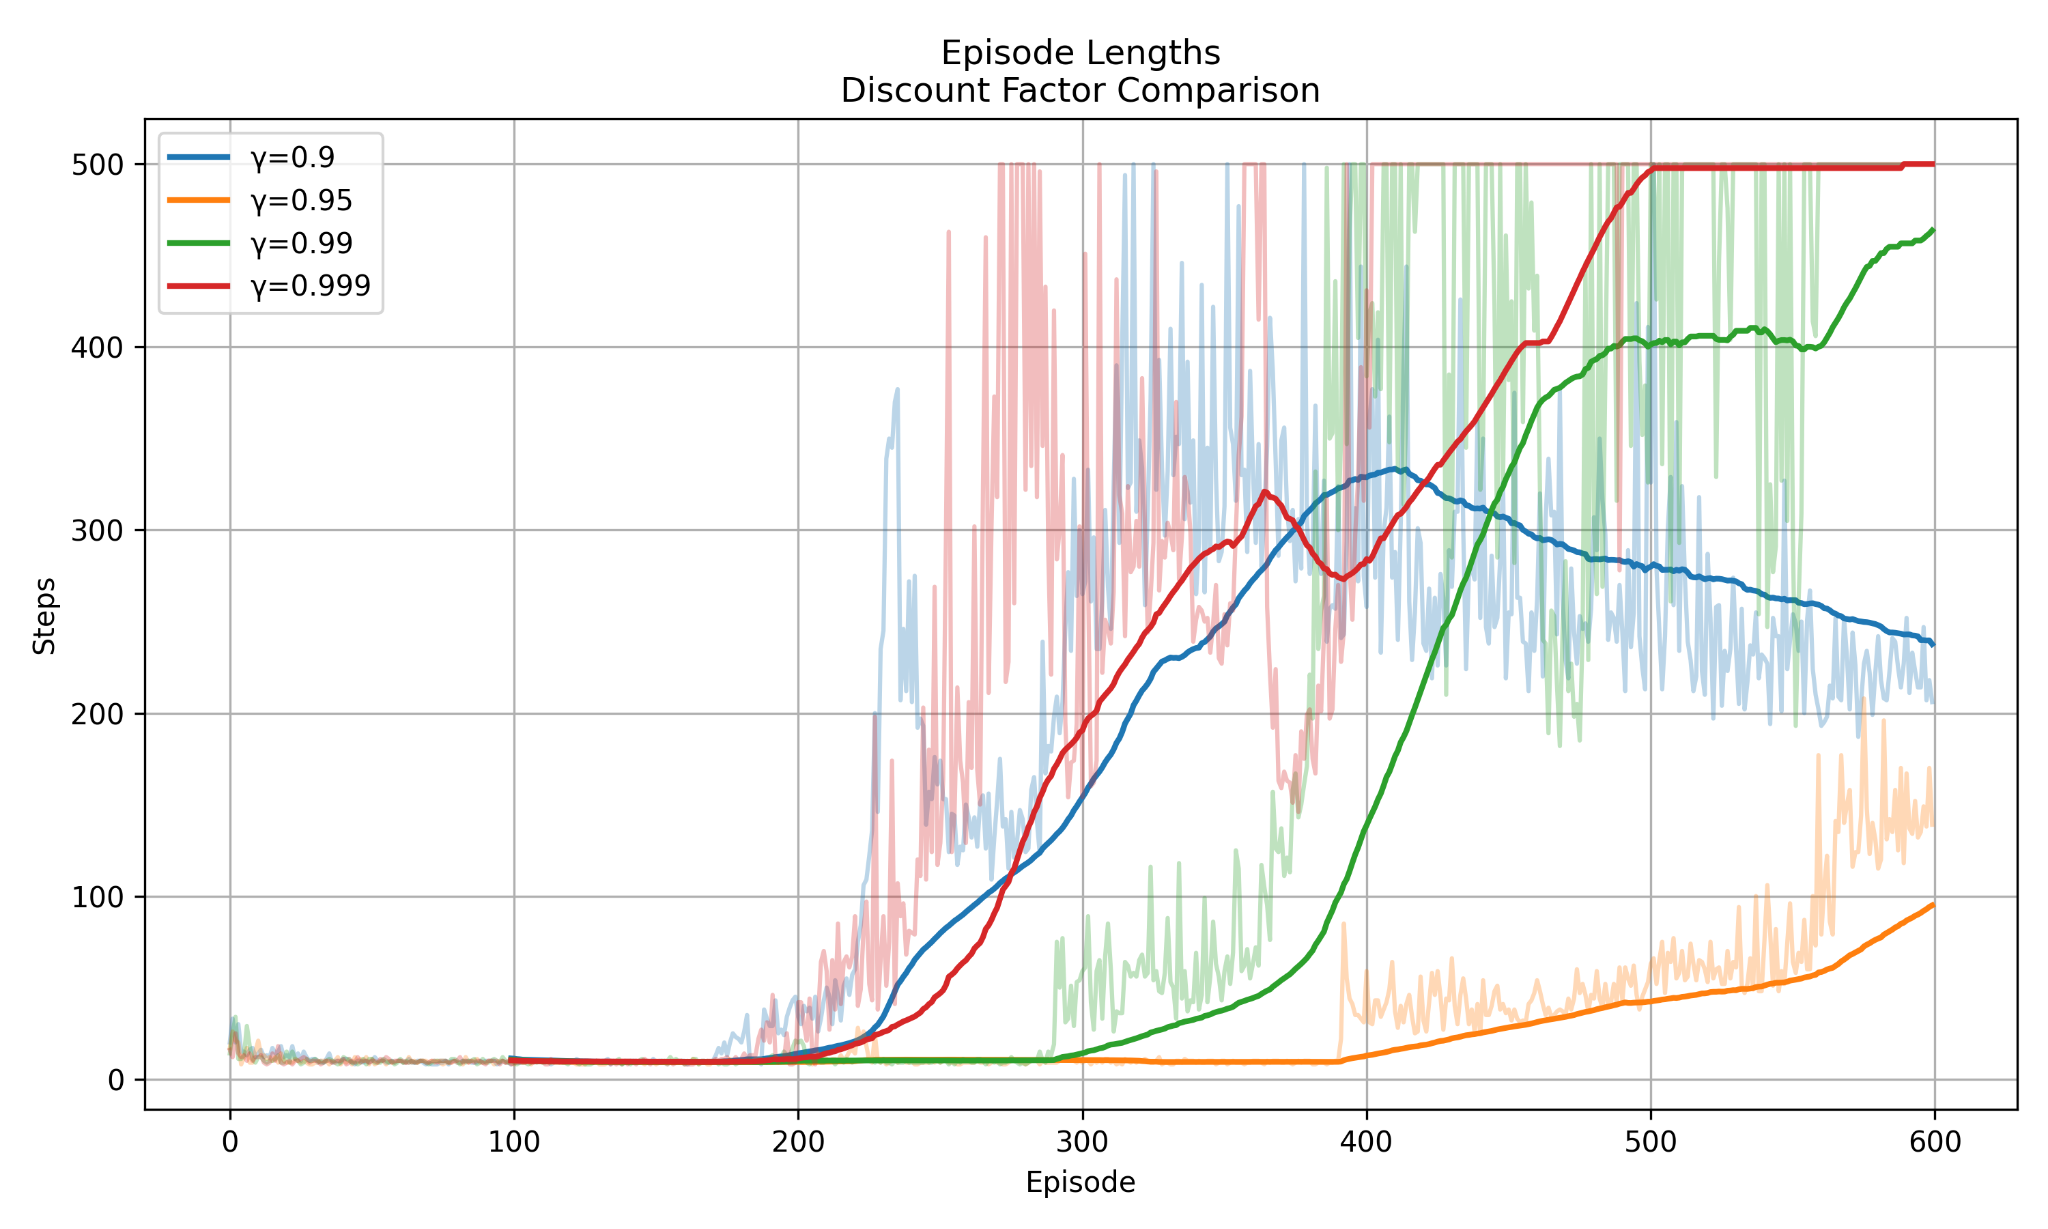 Episode Lengths
Discount Factor Comparison
γ=0.9
γ=0.95
γ=0.99
γ=0.999
500
400
300
200
100
0
Steps
0 100 200 300 400 500 600
Episode